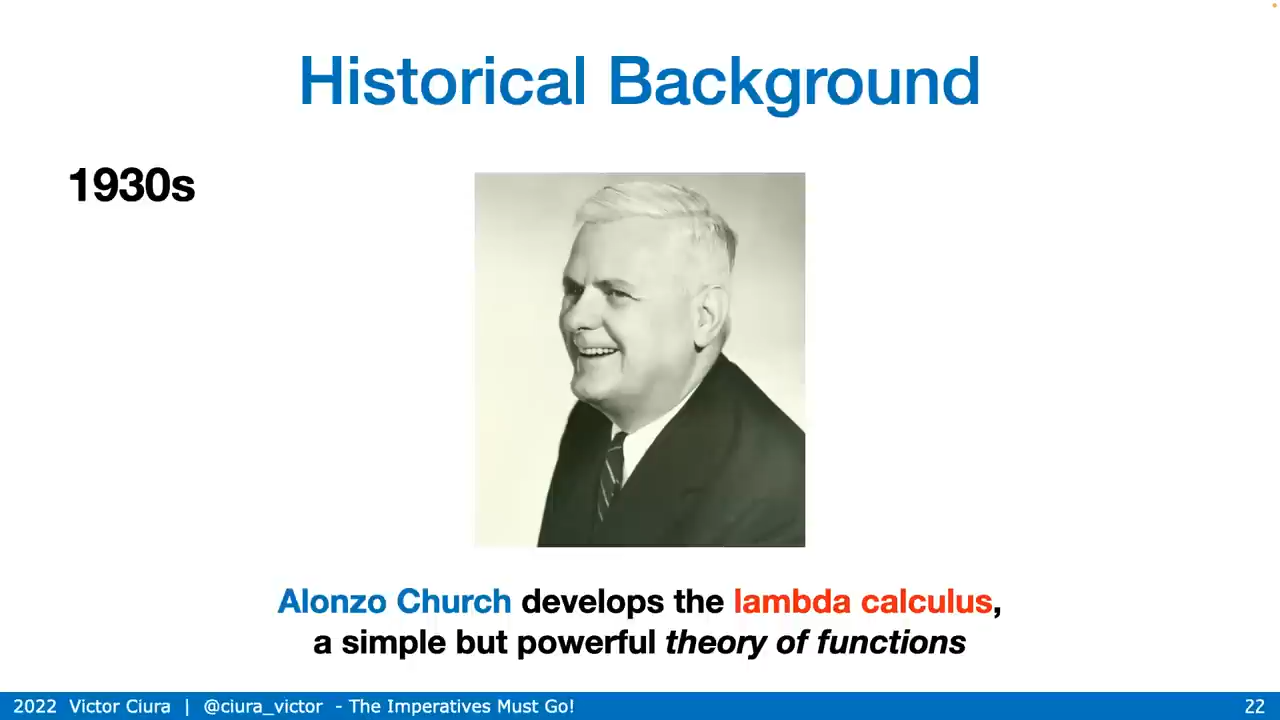 Historical Background
1930s
Alonzo Church develops the lambda calculus,
a simple but powerful theory of functions
2022 Victor Ciura | @ciura_victor - The Imperatives Must Go!
22